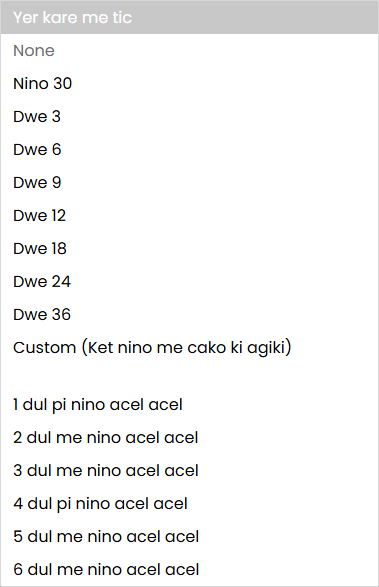 Yer kare me tic
None
Nino 30
Dwe 3
Dwe 6
Dwe 9
Dwe 12
Dwe 18
Dwe 24
Dwe 36
Custom (Ket nino me cako ki agiki)
1 dul pi nino acel acel
2 dul me nino acel acel
3 dul me nino acel acel
4 dul pi nino acel acel
5 dul me nino acel acel
6 dul me nino acel acel